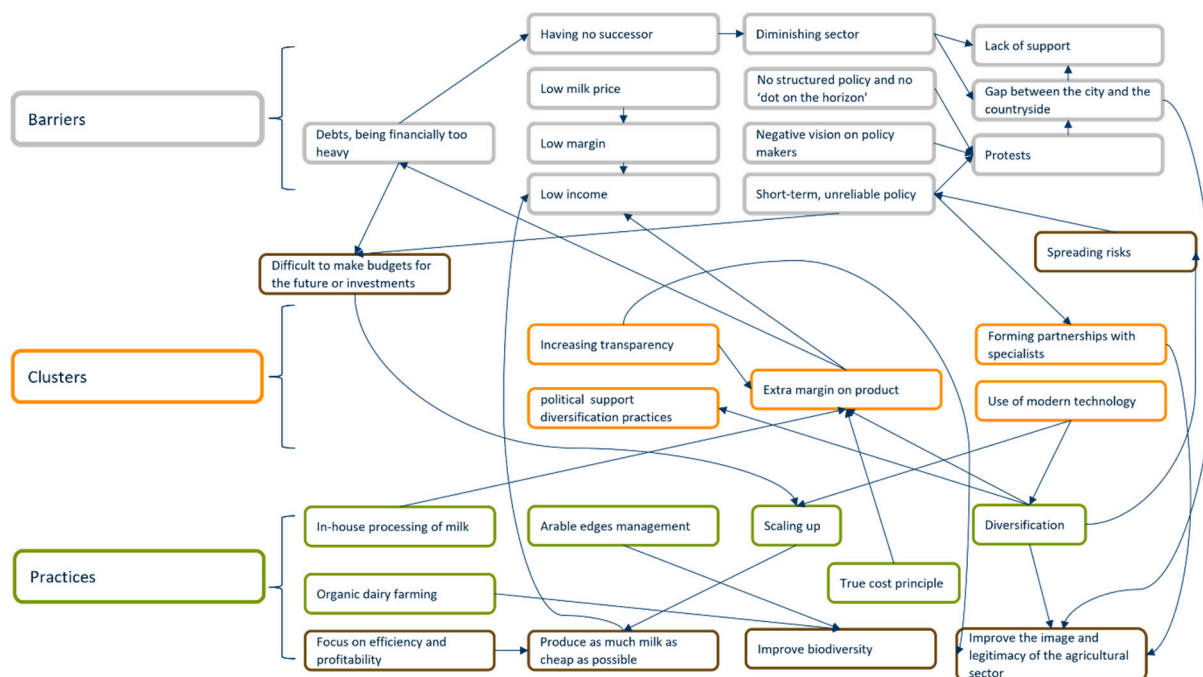 Having no successor
Diminishing sector
Lack of support
Low milk price
No structured policy and no
‘dot on the horizon’
Gap between the city and the
countryside
Barriers
Debts, being financially too
heavy
Low margin
Negative vision on policy
makers
Protests
Low income
Short-term, unreliable policy
Difficult to make budgets for
the future or investments
Spreading risks
Clusters
Increasing transparency
Forming partnerships with
specialists
political support
diversification practices
Extra margin on product
Use of modern technology
In-house processing of milk
Arable edges management
Scaling up
Diversification
Practices
Organic dairy farming
True cost principle
Focus on efficiency and
profitability
Produce as much milk as
cheap as possible
Improve biodiversity
Improve the image and
legitimacy of the agricultural
sector